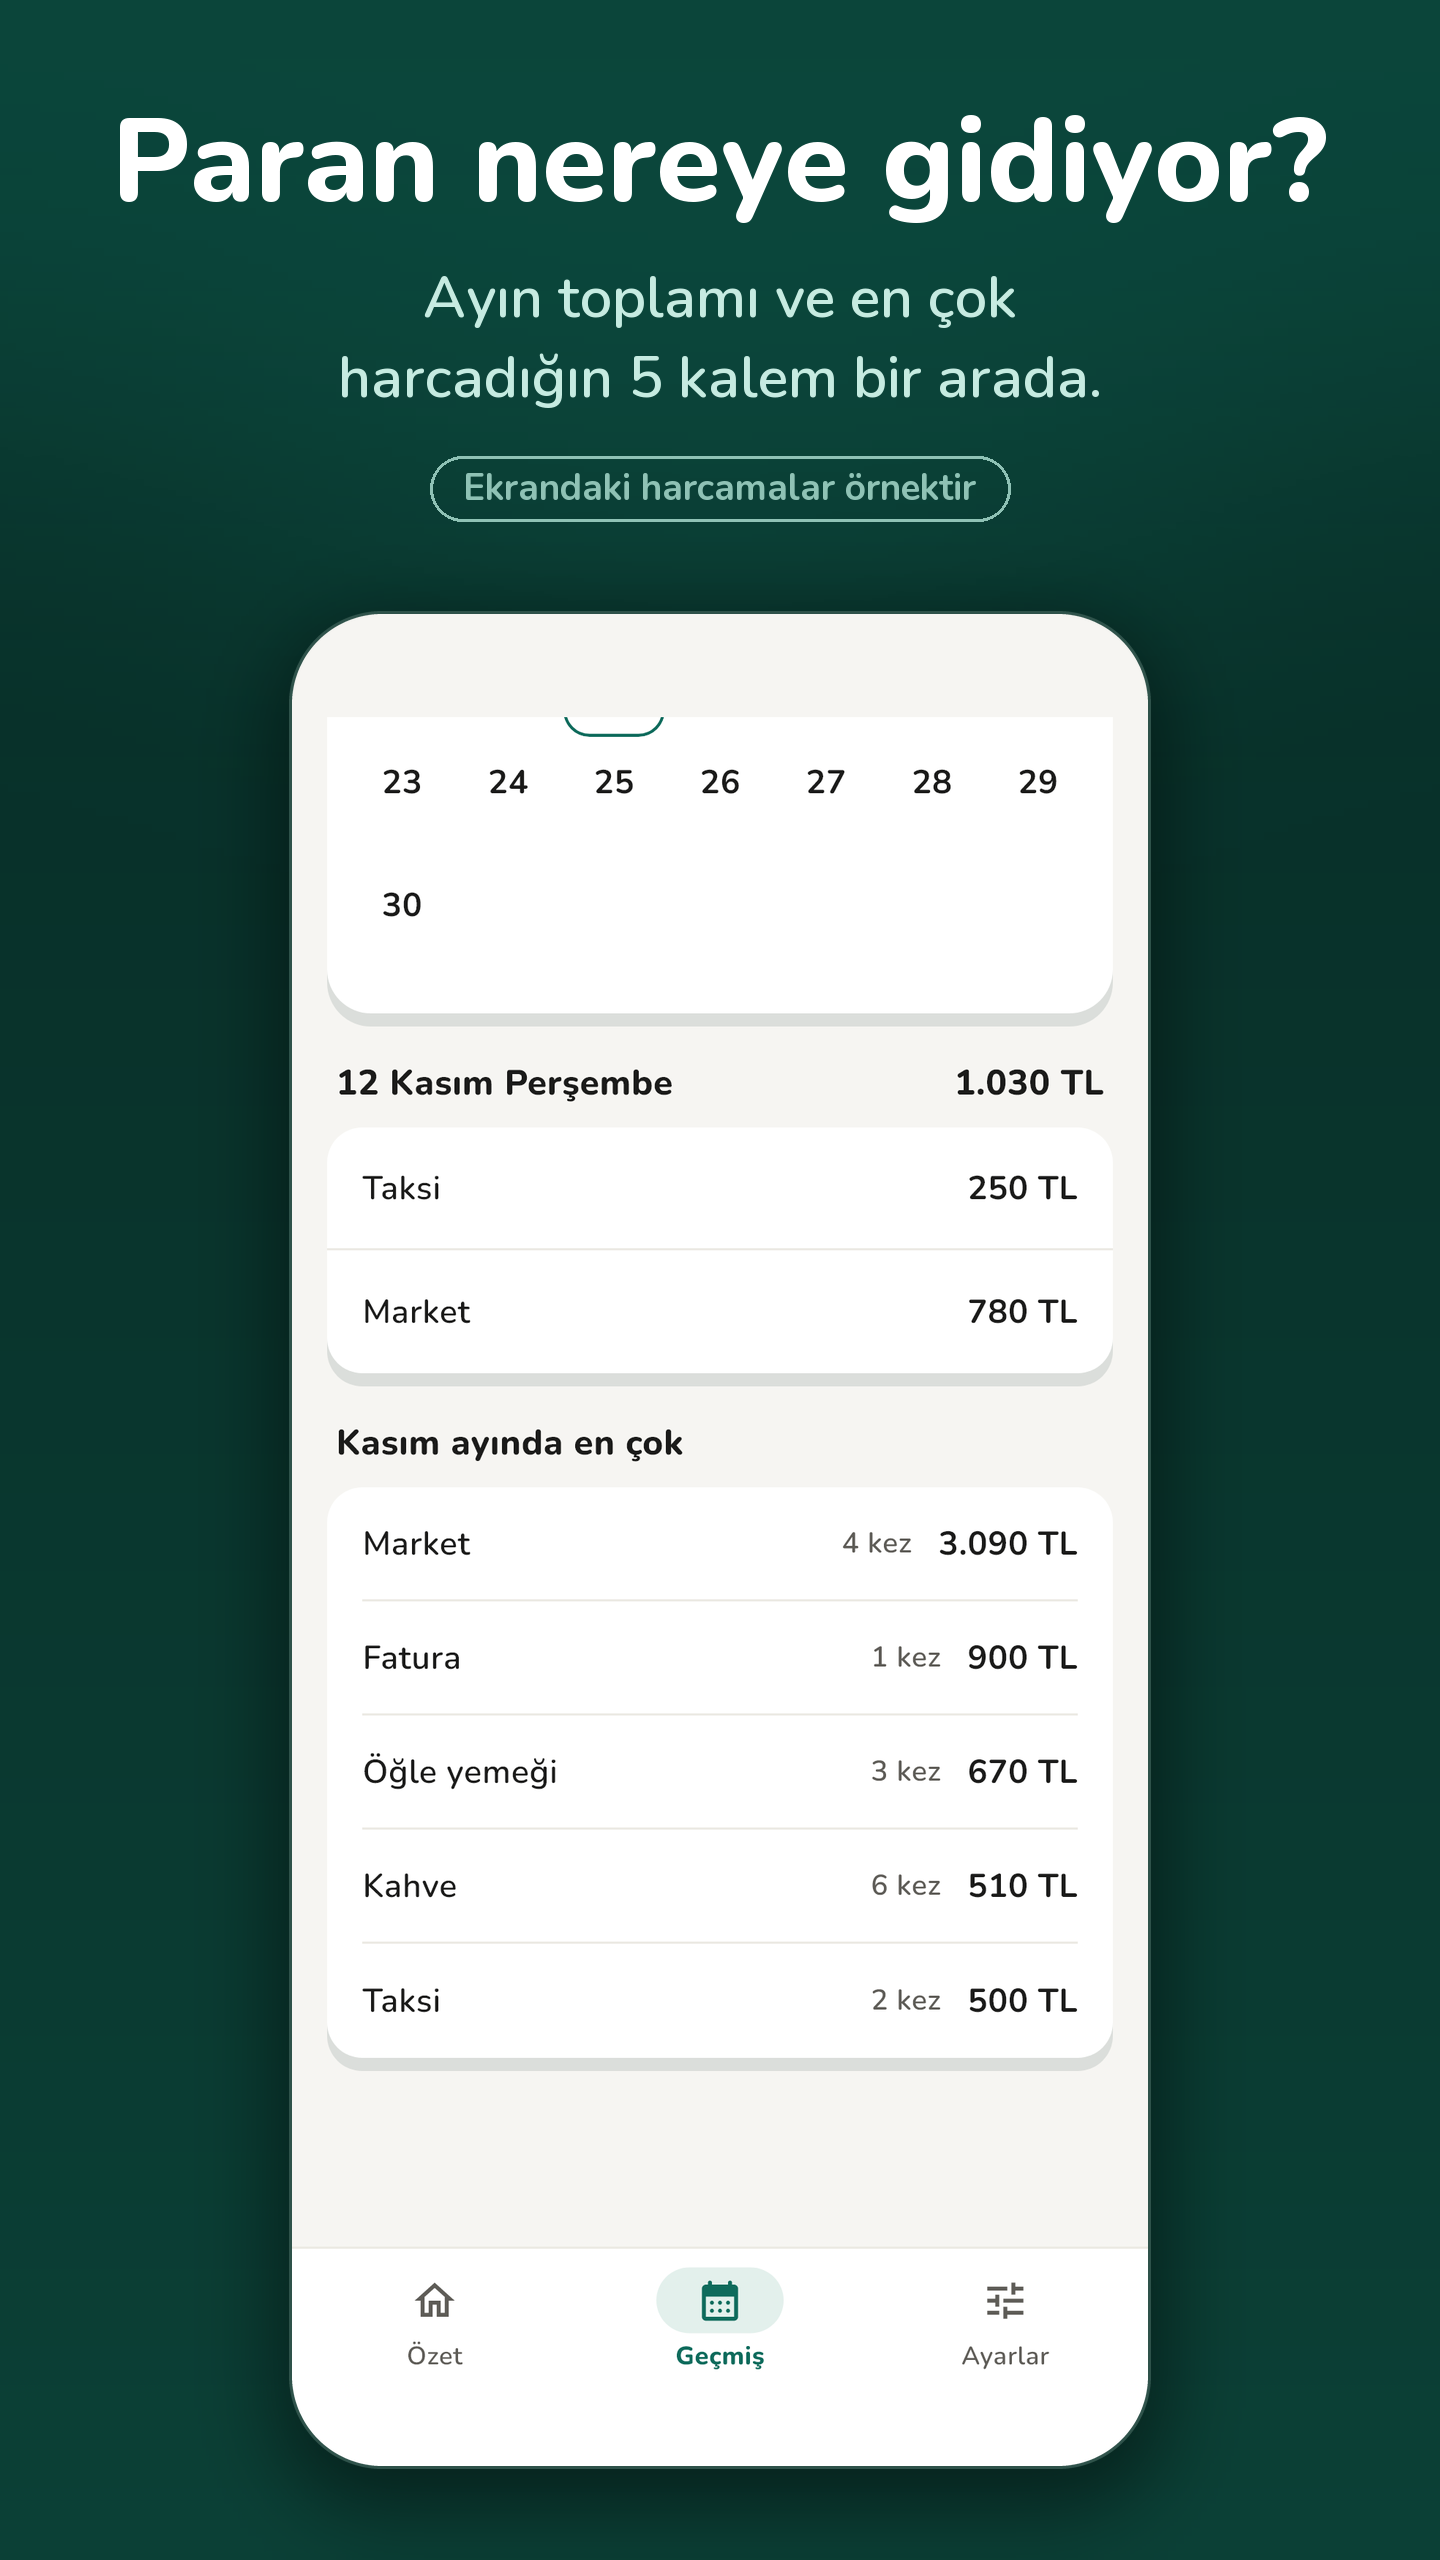 Paran nereye gidiyor?
Ayın toplamı ve en çok
harcadığın 5 kalem bir arada.
Ekrandaki harcamalar örnektir
23 24 25 26 27 28 29
30
12 Kasım Perşembe 1.030 TL
Taksi 250 TL
Market 780 TL
Kasım ayında en çok
Market 4 kez 3.090 TL
Fatura 1 kez 900 TL
Öğle yemeği 3 kez 670 TL
Kahve 6 kez 510 TL
Taksi 2 kez 500 TL
Özet Geçmiş Ayarlar